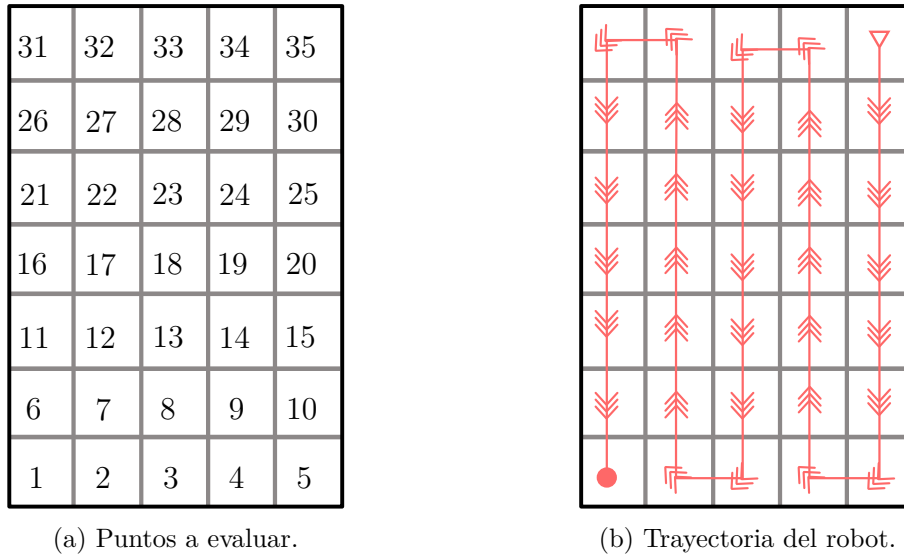 31 32 33 34 35
26 27 28 29 30
21 22 23 24 25
16 17 18 19 20
11 12 13 14 15
6 7 8 9 10
1 2 3 4 5
(a) Puntos a evaluar.
(b) Trayectoria del robot.